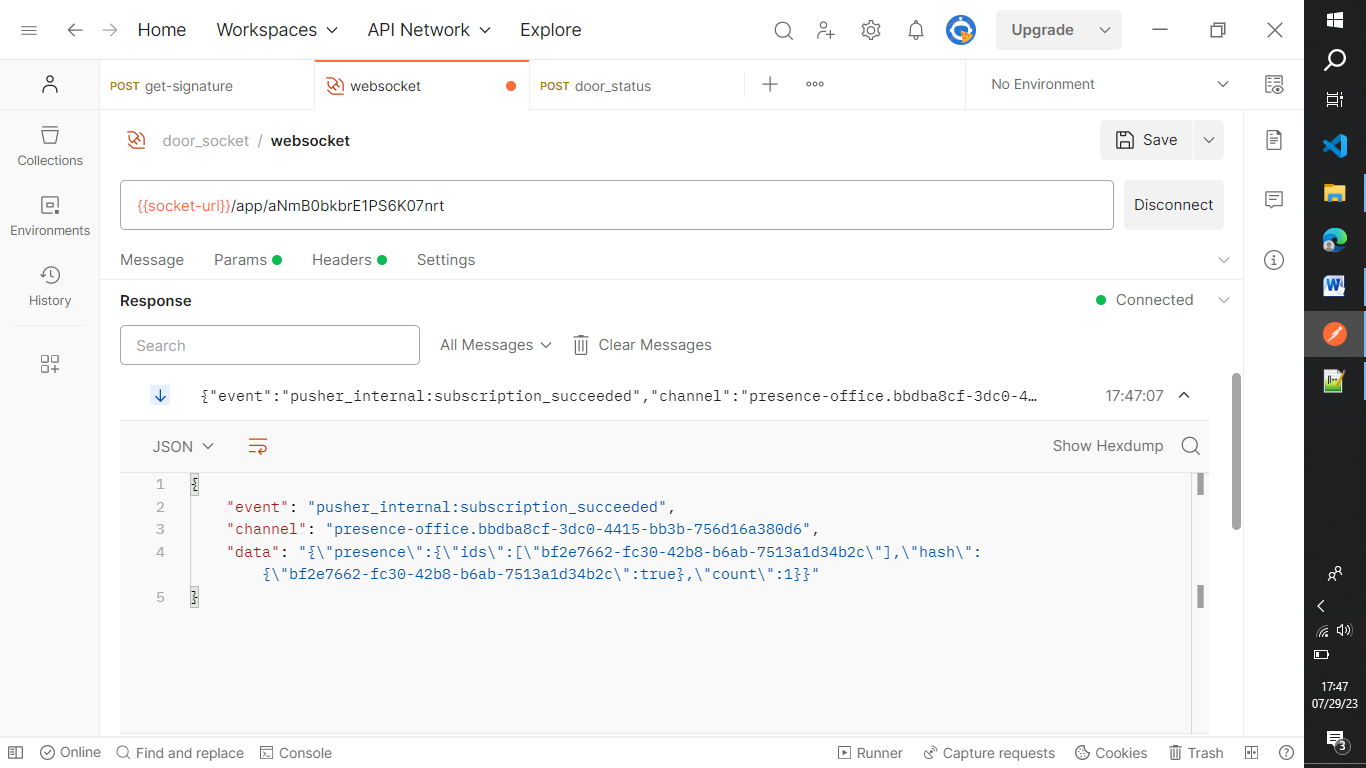 Home
Workspaces
API Network
Explore
Upgrade
POST get-signature
websocket
POST door_status
No Environment
door_socket / websocket
Save
Collections
Environments
History
{{socket-url}}/app/aNmB0bkbrE1PS6K07nrt
Disconnect
Message
Params
Headers
Settings
Response
Connected
Search
All Messages
Clear Messages
{"event":"pusher_internal:subscription_succeeded","channel":"presence-office.bbdba8cf-3dc0-4…
17:47:07
JSON
Show Hexdump
1 {
2 "event": "pusher_internal:subscription_succeeded",
3 "channel": "presence-office.bbdba8cf-3dc0-4415-bb3b-756d16a380d6",
4 "data": "{\"presence\":{\"ids\":[\"bf2e7662-fc30-42b8-b6ab-7513a1d34b2c\"],\"hash\":
{\"bf2e7662-fc30-42b8-b6ab-7513a1d34b2c\":true},\"count\":1}}"
5 }
Online
Find and replace
Console
Runner
Capture requests
Cookies
Trash
17:47
07/29/23
3